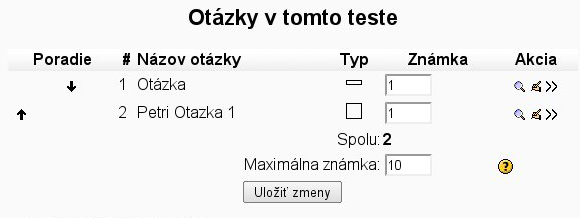 Otázky v tomto teste
Poradie # Názov otázky Typ Známka Akcia
1 Otázka 1
2 Petri Otazka 1 1
Spolu: 2
Maximálna známka: 10
Uložiť zmeny